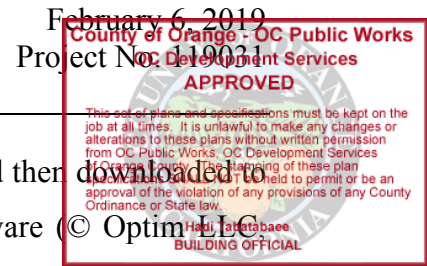 February 6, 2019
County of Orange - OC Public Works
Project No. 119031
OC Development Services
APPROVED
This set of plans and specifications must be kept on the
job at all times. It is unlawful to make any changes or
alterations to these plans without written permission
from OC Public Works, OC Development Services
of Orange County. The stamping of these plan
specifications SHALL NOT be held to permit or be an
approval of the violation of any provisions of any County
Ordinance or State law.
then downloaded to
ware (© Optim LLC,
Hadi Tabatabaee
BUILDING OFFICIAL